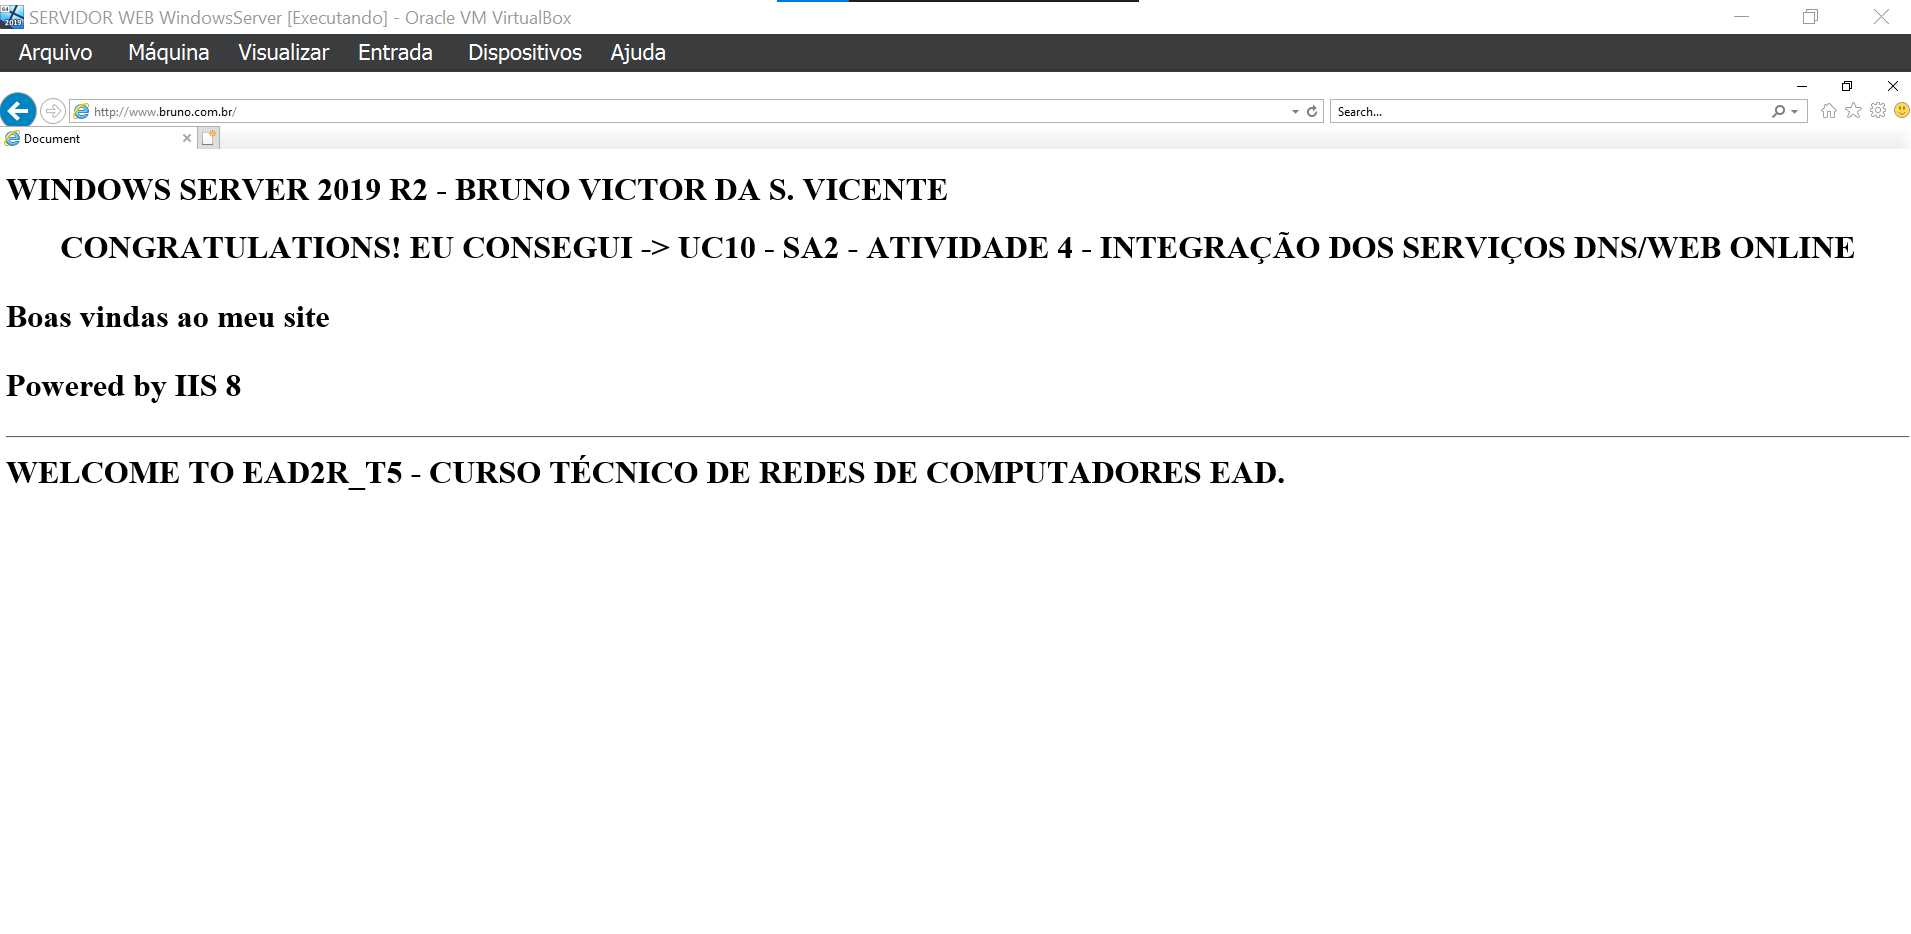 SERVIDOR WEB WindowsServer [Executando] - Oracle VM VirtualBox
Arquivo Máquina Visualizar Entrada Dispositivos Ajuda
http://www.bruno.com.br/ Search...
Document
WINDOWS SERVER 2019 R2 - BRUNO VICTOR DA S. VICENTE
CONGRATULATIONS! EU CONSEGUI -> UC10 - SA2 - ATIVIDADE 4 - INTEGRAÇÃO DOS SERVIÇOS DNS/WEB ONLINE
Boas vindas ao meu site
Powered by IIS 8
WELCOME TO EAD2R_T5 - CURSO TÉCNICO DE REDES DE COMPUTADORES EAD.